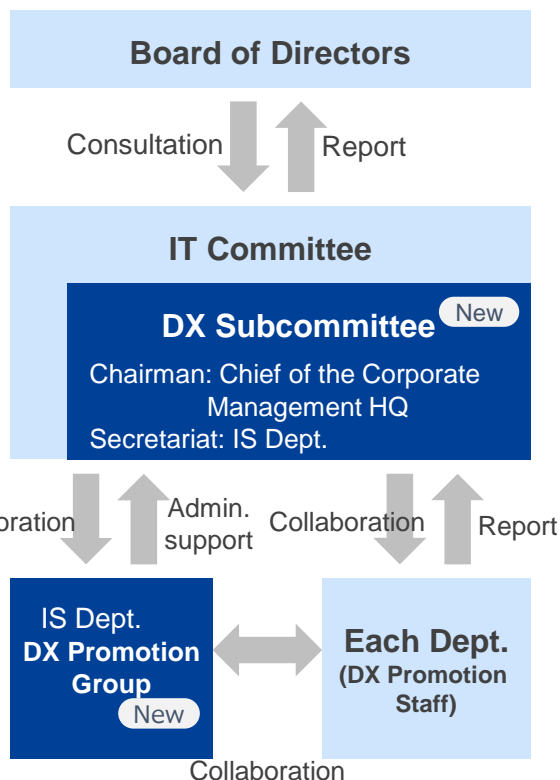 Board of Directors
Consultation
Report
IT Committee
DX Subcommittee
New
Chairman: Chief of the Corporate
Management HQ
Secretariat: IS Dept.
oration
Admin.
support
Collaboration
Report
IS Dept.
DX Promotion
Group
New
Each Dept.
(DX Promotion
Staff)
Collaboration